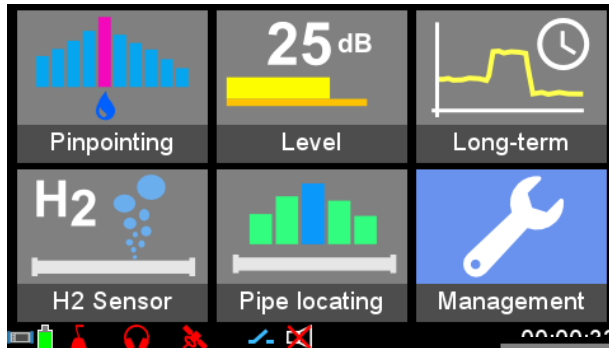 25 dB
Pinpointing Level Long-term
H2
H2 Sensor Pipe locating Management